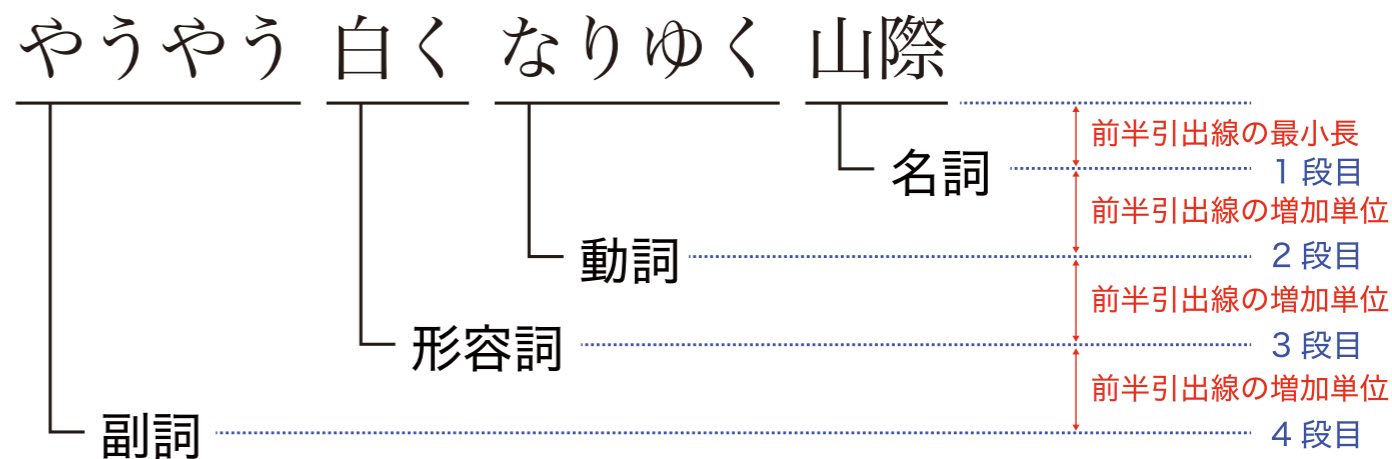 やうやう 白く なりゆく 山際
前半引出線の最小長
名詞 1段目
前半引出線の増加単位
動詞 2段目
前半引出線の増加単位
形容詞 3段目
前半引出線の増加単位
副詞 4段目